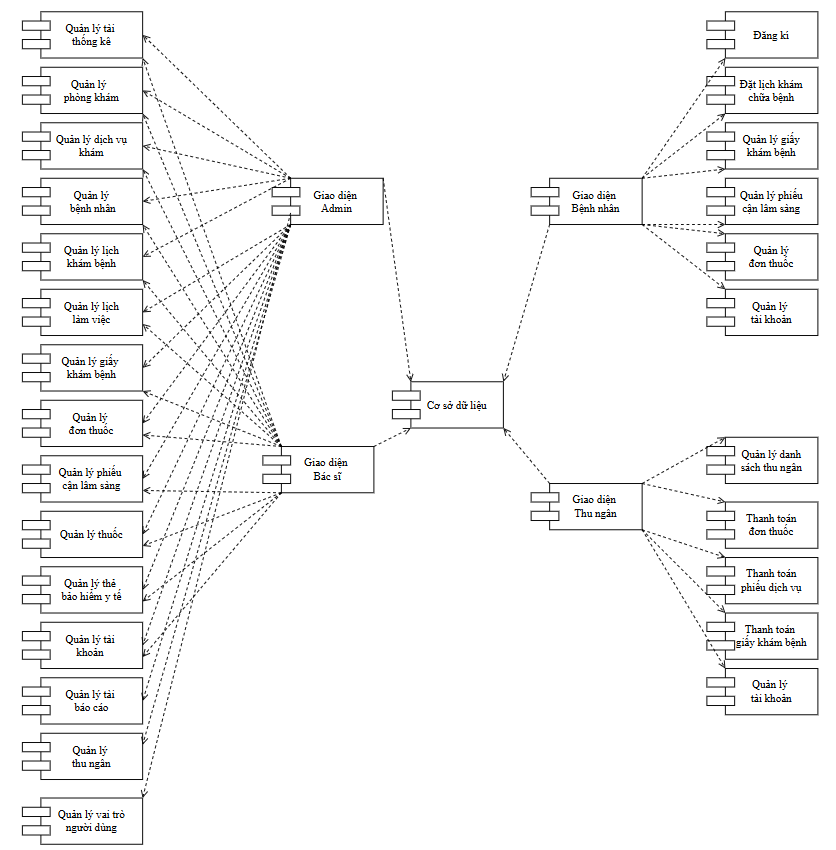 Quản lý tài
thống kê
Quản lý
phòng khám
Quản lý dịch vụ
khám
Quản lý
bệnh nhân
Quản lý lịch
khám bệnh
Quản lý lịch
làm việc
Quản lý giấy
khám bệnh
Quản lý
đơn thuốc
Quản lý phiếu
cận lâm sàng
Quản lý thuốc
Quản lý thẻ
bảo hiểm y tế
Quản lý tài
khoản
Quản lý tài
báo cáo
Quản lý
thu ngân
Quản lý vai trò
người dùng
Giao diện
Admin
Giao diện
Bác sĩ
Cơ sở dữ liệu
Giao diện
Bệnh nhân
Giao diện
Thu ngân
Đăng kí
Đặt lịch khám
chữa bệnh
Quản lý giấy
khám bệnh
Quản lý phiếu
cận lâm sàng
Quản lý
đơn thuốc
Quản lý
tài khoản
Quản lý danh
sách thu ngân
Thanh toán
đơn thuốc
Thanh toán
phiếu dịch vụ
Thanh toán
giấy khám bệnh
Quản lý
tài khoản